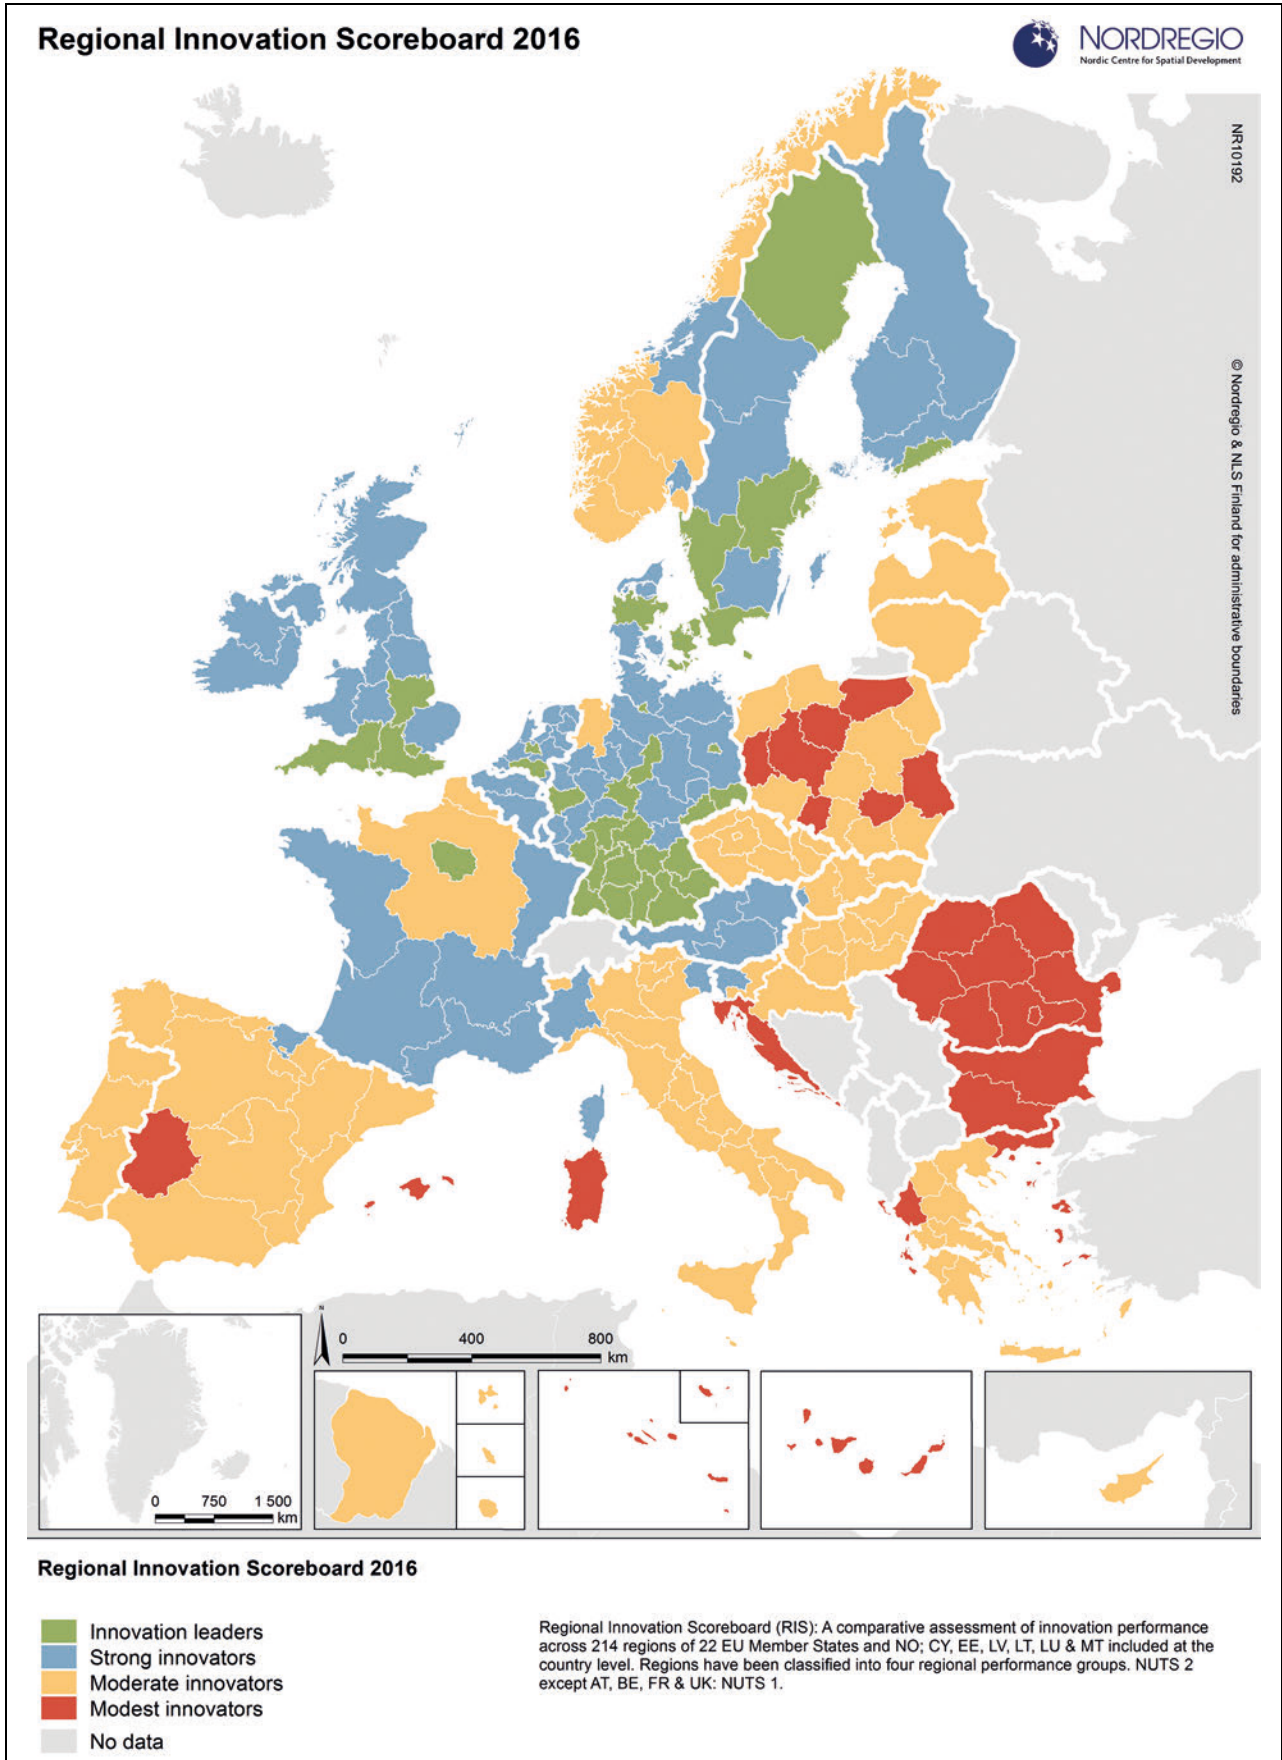 Regional Innovation Scoreboard 2016
NORDREGIO
Nordic Centre for Spatial Development
NR10192
© Nordregio & NLS Finland for administrative boundaries
N
0 400 800
km
0 750 1 500
km
Regional Innovation Scoreboard 2016
Innovation leaders
Strong innovators
Moderate innovators
Modest innovators
No data
Regional Innovation Scoreboard (RIS): A comparative assessment of innovation performance
across 214 regions of 22 EU Member States and NO; CY, EE, LV, LT, LU & MT included at the
country level. Regions have been classified into four regional performance groups. NUTS 2
except AT, BE, FR & UK: NUTS 1.